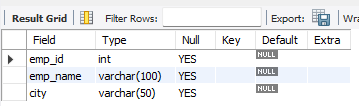 Result Grid Filter Rows: Export: Wra
Field Type Null Key Default Extra
emp_id int YES NULL
emp_name varchar(100) YES NULL
city varchar(50) YES NULL